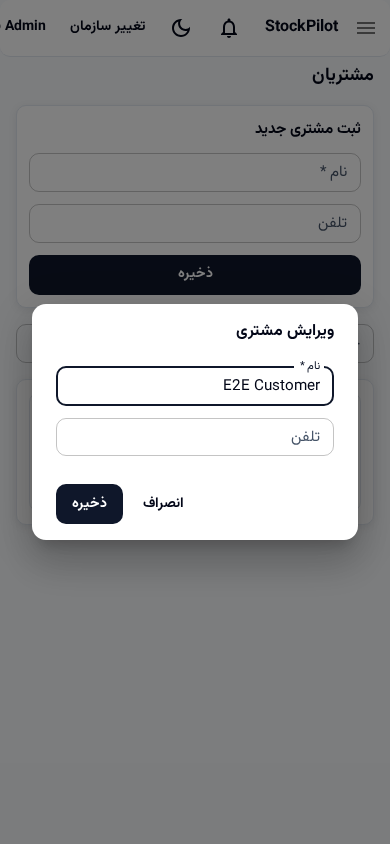 StockPilot
تغییر سازمان
Admin
مشتریان
ثبت مشتری جدید
نام *
تلفن
ذخیره
ویرایش مشتری
نام *
E2E Customer
تلفن
انصراف
ذخیره